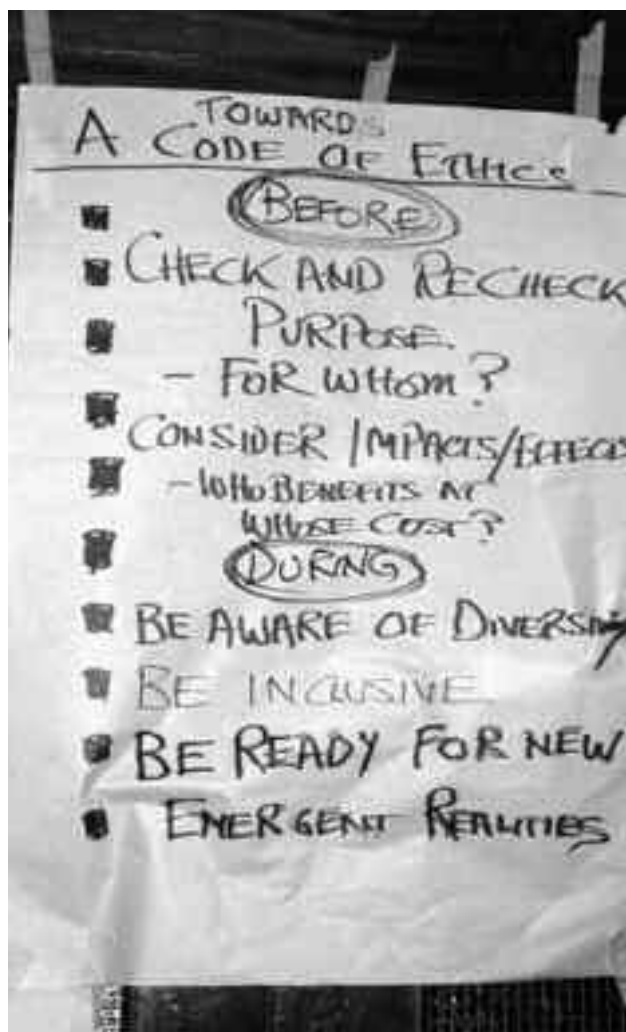 TOWARDS
A CODE OF ETHICS
BEFORE
CHECK AND RECHECK
PURPOSE
- FOR WHOM?
CONSIDER IMPACTS/EFFECTS
- WHO BENEFITS AT
WHOSE COST?
DURING
BE AWARE OF DIVERSITY
BE INCLUSIVE
BE READY FOR NEW
EMERGENT REALITIES